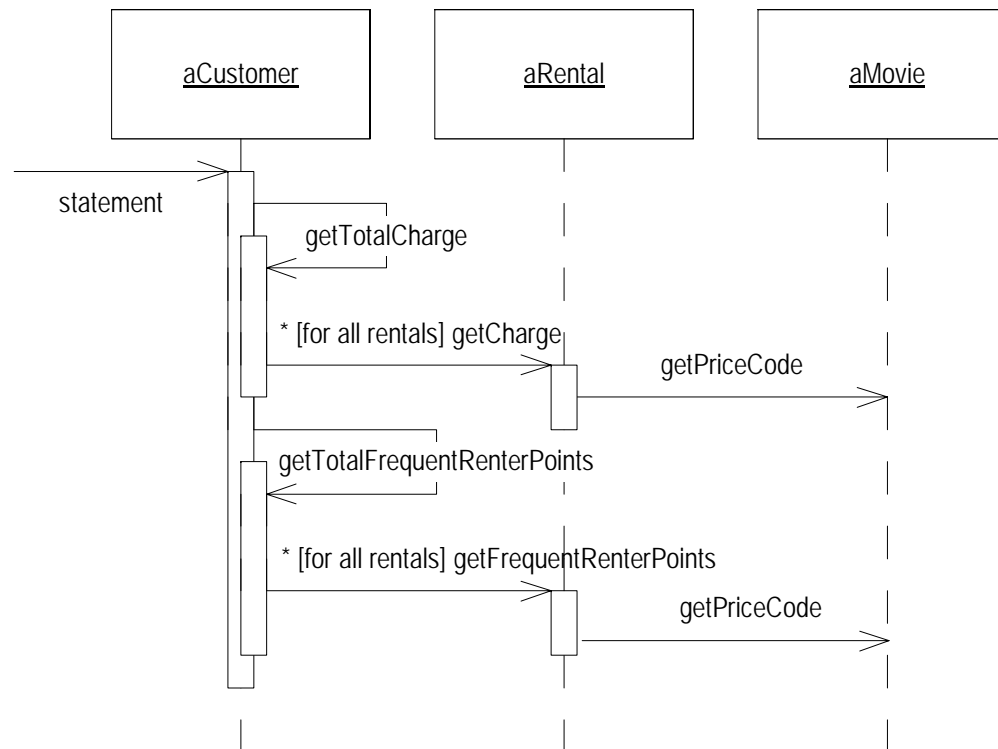 aCustomer
aRental
aMovie
statement
getTotalCharge
* [for all rentals] getCharge
getPriceCode
getTotalFrequentRenterPoints
* [for all rentals] getFrequentRenterPoints
getPriceCode